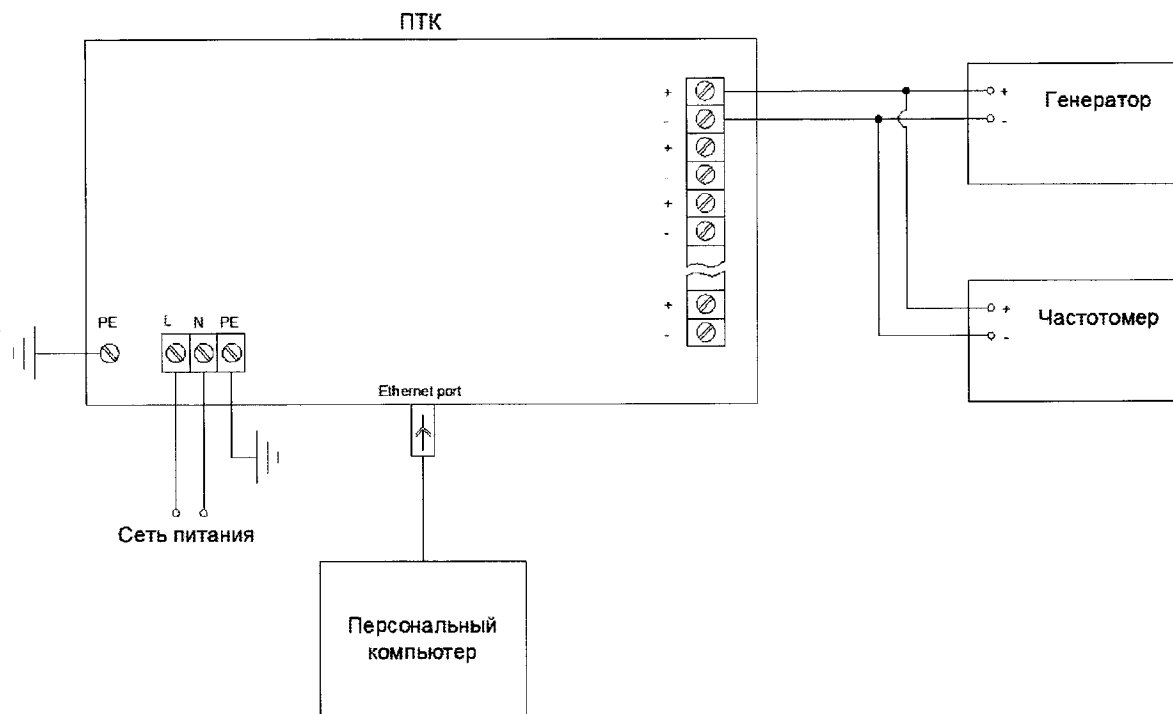 ПТК
+
-
+
-
+
-
+
-
+
-
Генератор
+
-
Частотомер
PE
L N PE
Ethernet port
Сеть питания
Персональный
компьютер